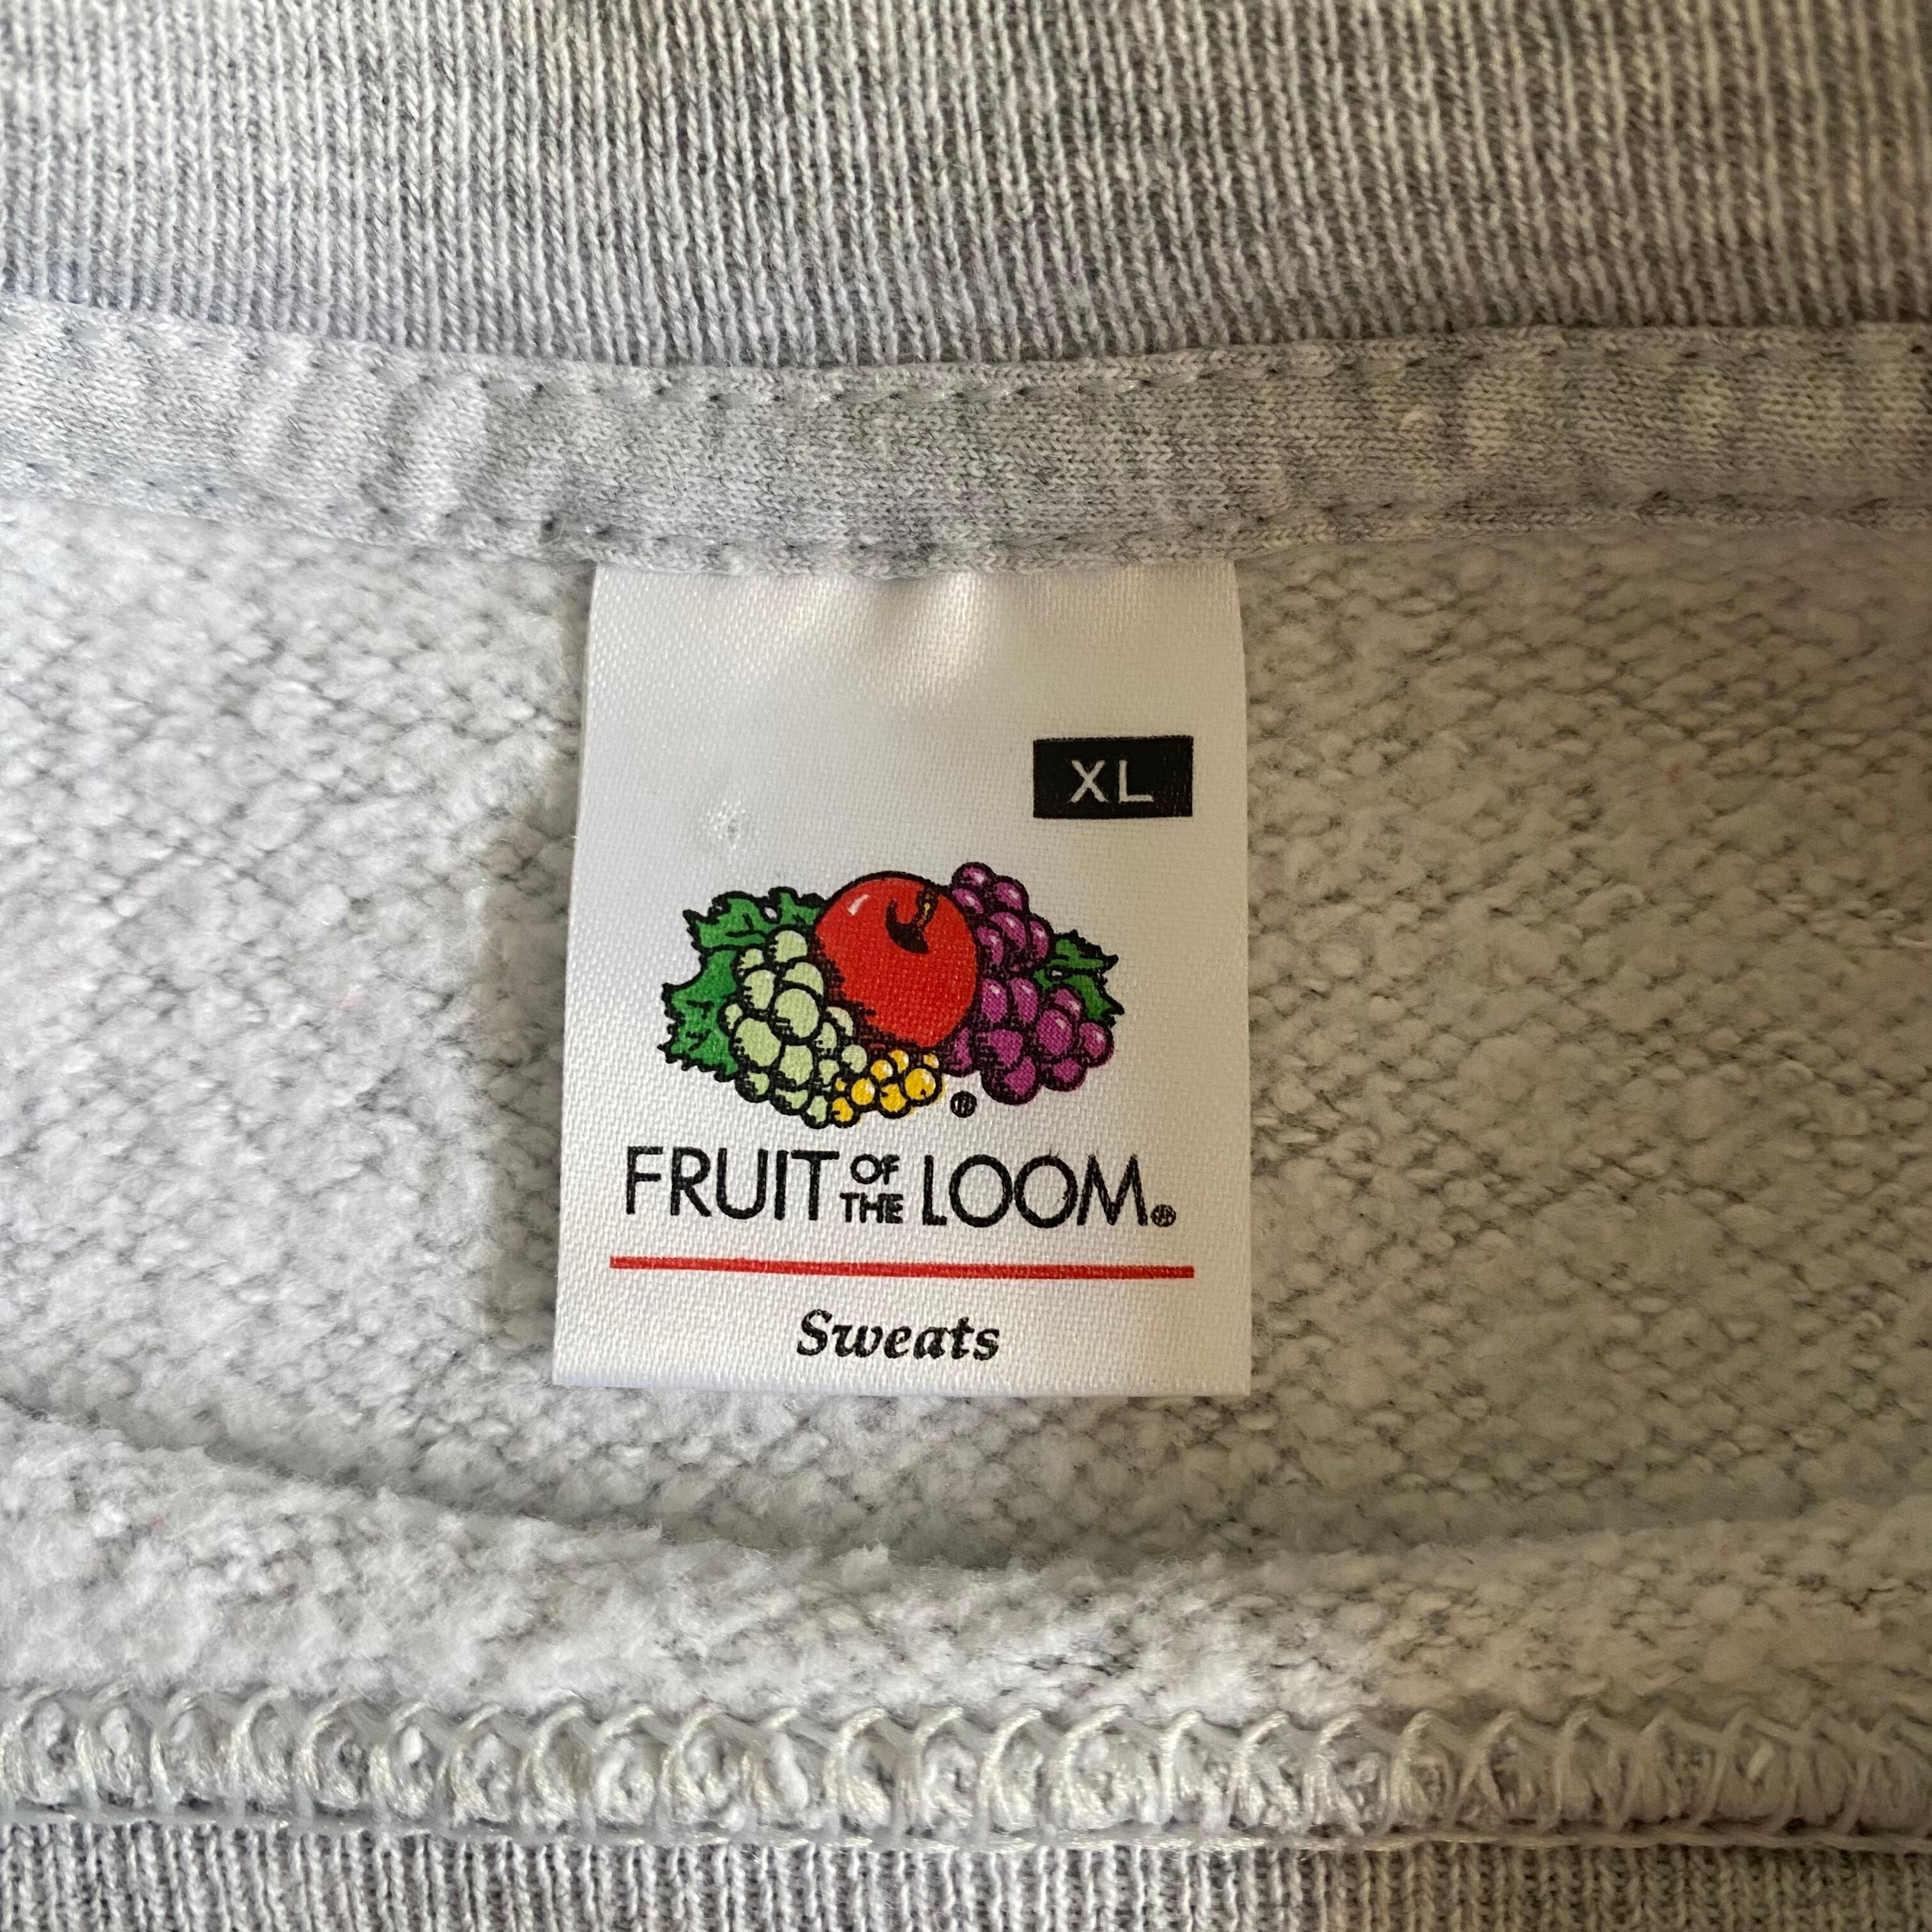 XL
®
FRUIT OF THE LOOM®
Sweats